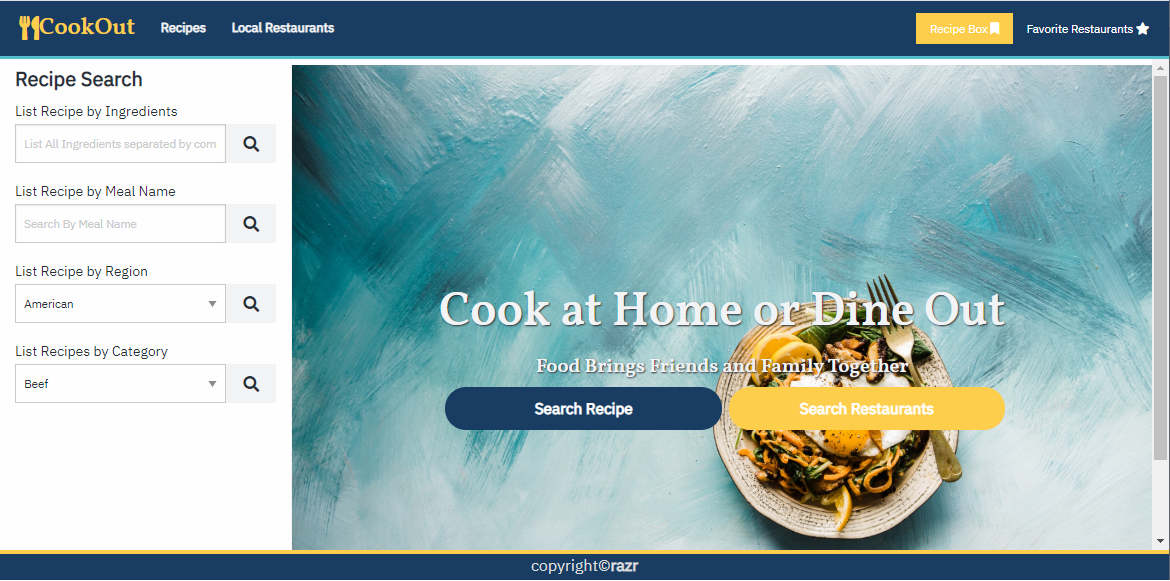 CookOut Recipes Local Restaurants Recipe Box Favorite Restaurants
Recipe Search
List Recipe by Ingredients
List All Ingredients separated by com
List Recipe by Meal Name
Search By Meal Name
List Recipe by Region
American
List Recipes by Category
Beef
Cook at Home or Dine Out
Food Brings Friends and Family Together
Search Recipe Search Restaurants
copyright©razr